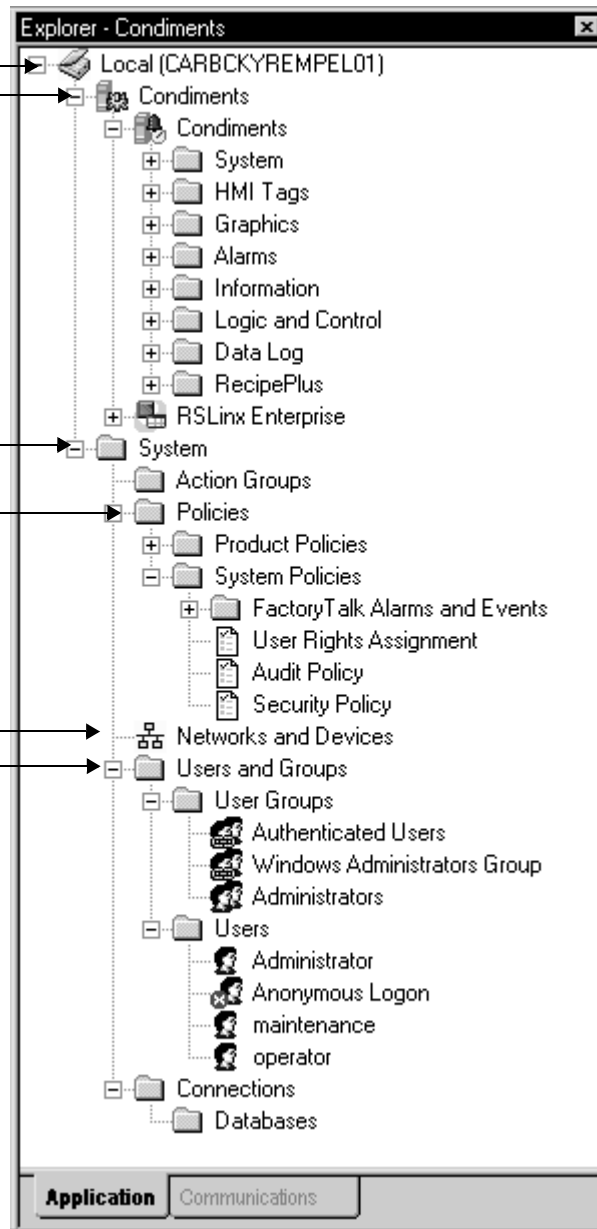 Explorer - Condiments
Local (CARBCKYREMPEL01)
Condiments
Condiments
System
HMI Tags
Graphics
Alarms
Information
Logic and Control
Data Log
RecipePlus
RSLinx Enterprise
System
Action Groups
Policies
Product Policies
System Policies
FactoryTalk Alarms and Events
User Rights Assignment
Audit Policy
Security Policy
Networks and Devices
Users and Groups
User Groups
Authenticated Users
Windows Administrators Group
Administrators
Users
Administrator
Anonymous Logon
maintenance
operator
Connections
Databases
Application Communications